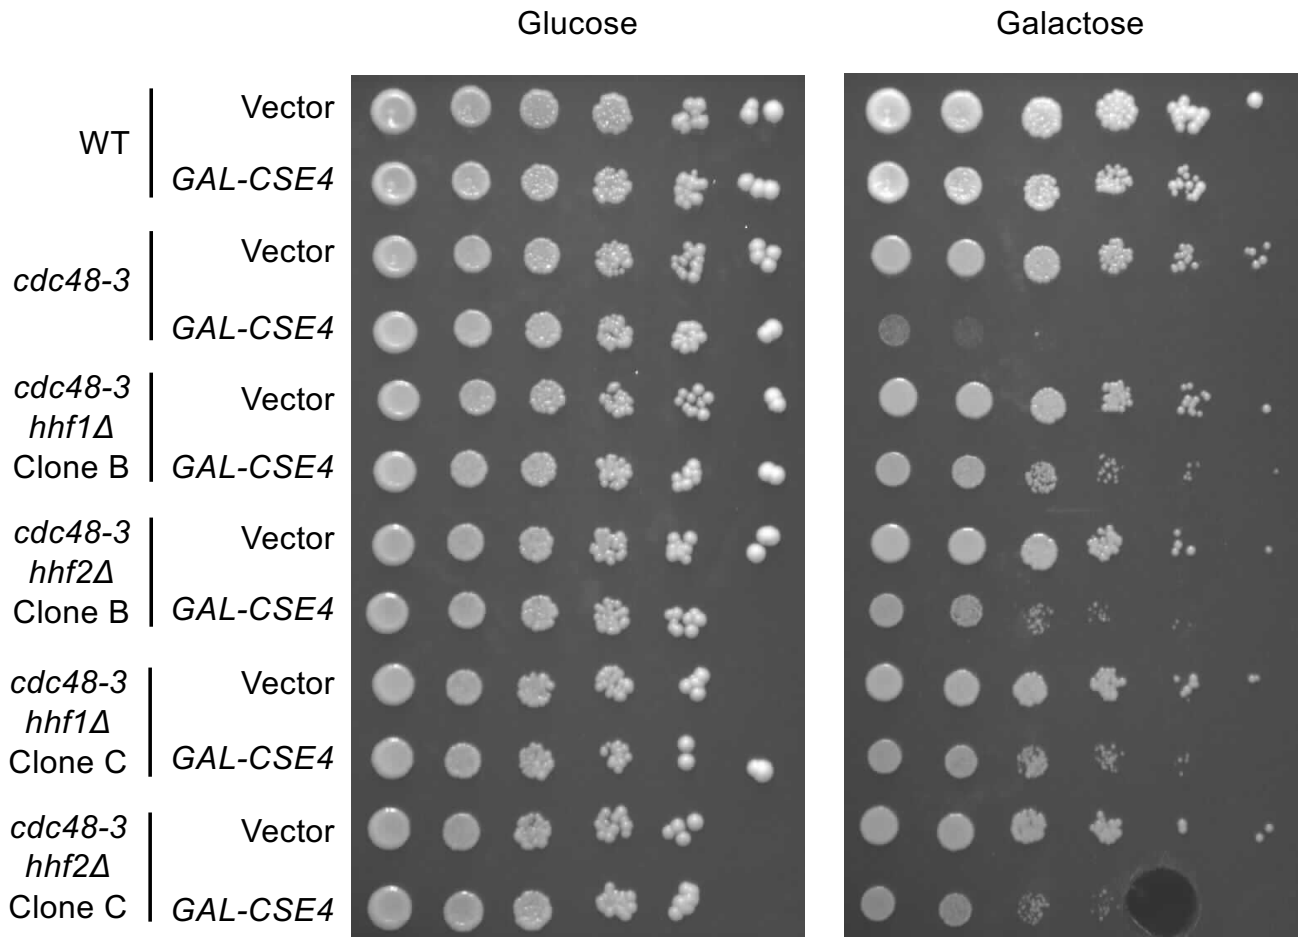 Glucose
Galactose
WT
Vector
GAL-CSE4
cdc48-3
Vector
GAL-CSE4
cdc48-3
hhf1Δ
Clone B
Vector
GAL-CSE4
cdc48-3
hhf2Δ
Clone B
Vector
GAL-CSE4
cdc48-3
hhf1Δ
Clone C
Vector
GAL-CSE4
cdc48-3
hhf2Δ
Clone C
Vector
GAL-CSE4